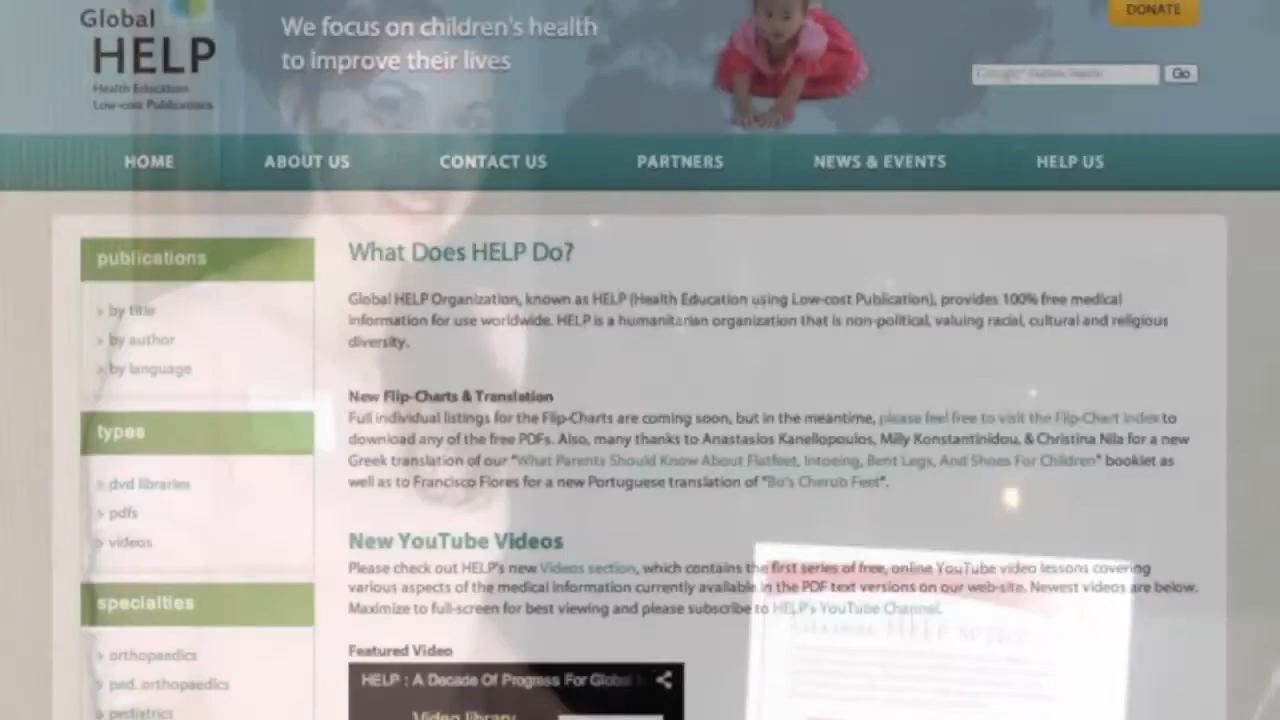 Global
HELP
Health Education
Low-cost Publications
We focus on children's health
to improve their lives
DONATE
Go
HOME
ABOUT US
CONTACT US
PARTNERS
NEWS & EVENTS
HELP US
publications
» by title
» by author
» by language
types
» dvd libraries
» pdfs
» videos
specialties
» orthopaedics
» ped. orthopaedics
» pediatrics
What Does HELP Do?
Global HELP Organization, known as HELP (Health Education using Low-cost Publication), provides 100% free medical
information for use worldwide. HELP is a humanitarian organization that is non-political, valuing racial, cultural and religious
diversity.
New Flip-Charts & Translation
Full individual listings for the Flip-Charts are coming soon, but in the meantime, please feel free to visit the Flip-Chart Index to
download any of the free PDFs. Also, many thanks to Anastasios Kanellopoulos, Milly Konstantinidou, & Christina Nila for a new
Greek translation of our "What Parents Should Know About Flatfeet, Intoeing, Bent Legs, And Shoes For Children" booklet as
well as to Francisco Flores for a new Portuguese translation of "Bo's Cherub Feet".
New YouTube Videos
Please check out HELP's new Videos section, which contains the first series of free, online YouTube video lessons covering
various aspects of the medical information currently available in the PDF text versions on our web-site. Newest videos are below.
Maximize to full-screen for best viewing and please subscribe to HELP's YouTube Channel.
Featured Video
HELP : A Decade Of Progress For Global
Video library